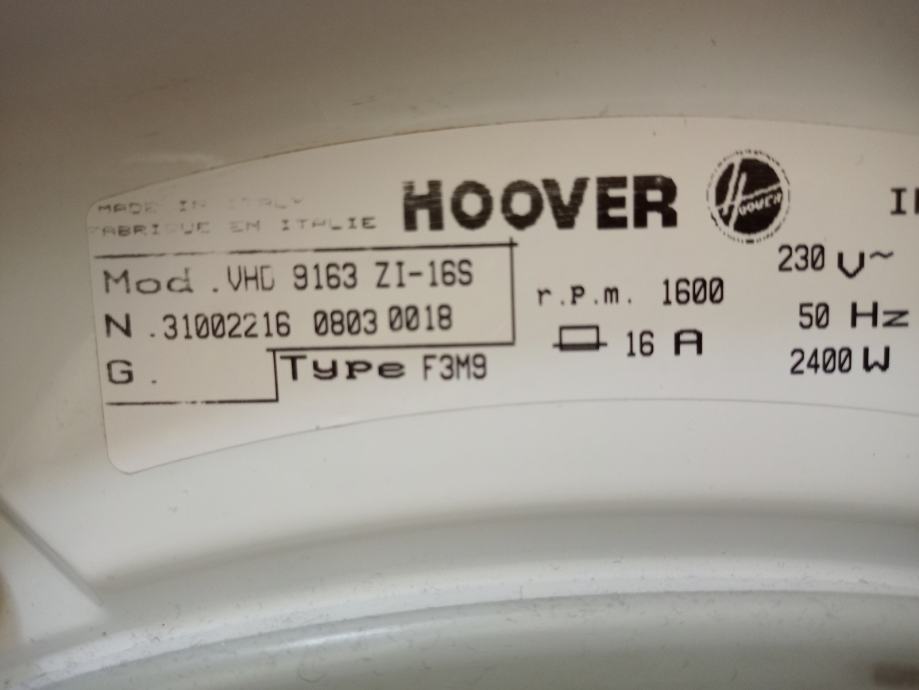 MADE IN ITALY
FABRIQUE EN ITALIE
HOOVER
Hoover
Mod .VHD 9163 ZI-16S
N .31002216 0803 0018
G .
Type F3M9
r.p.m. 1600
16 A
230 V~
50 Hz
2400 W